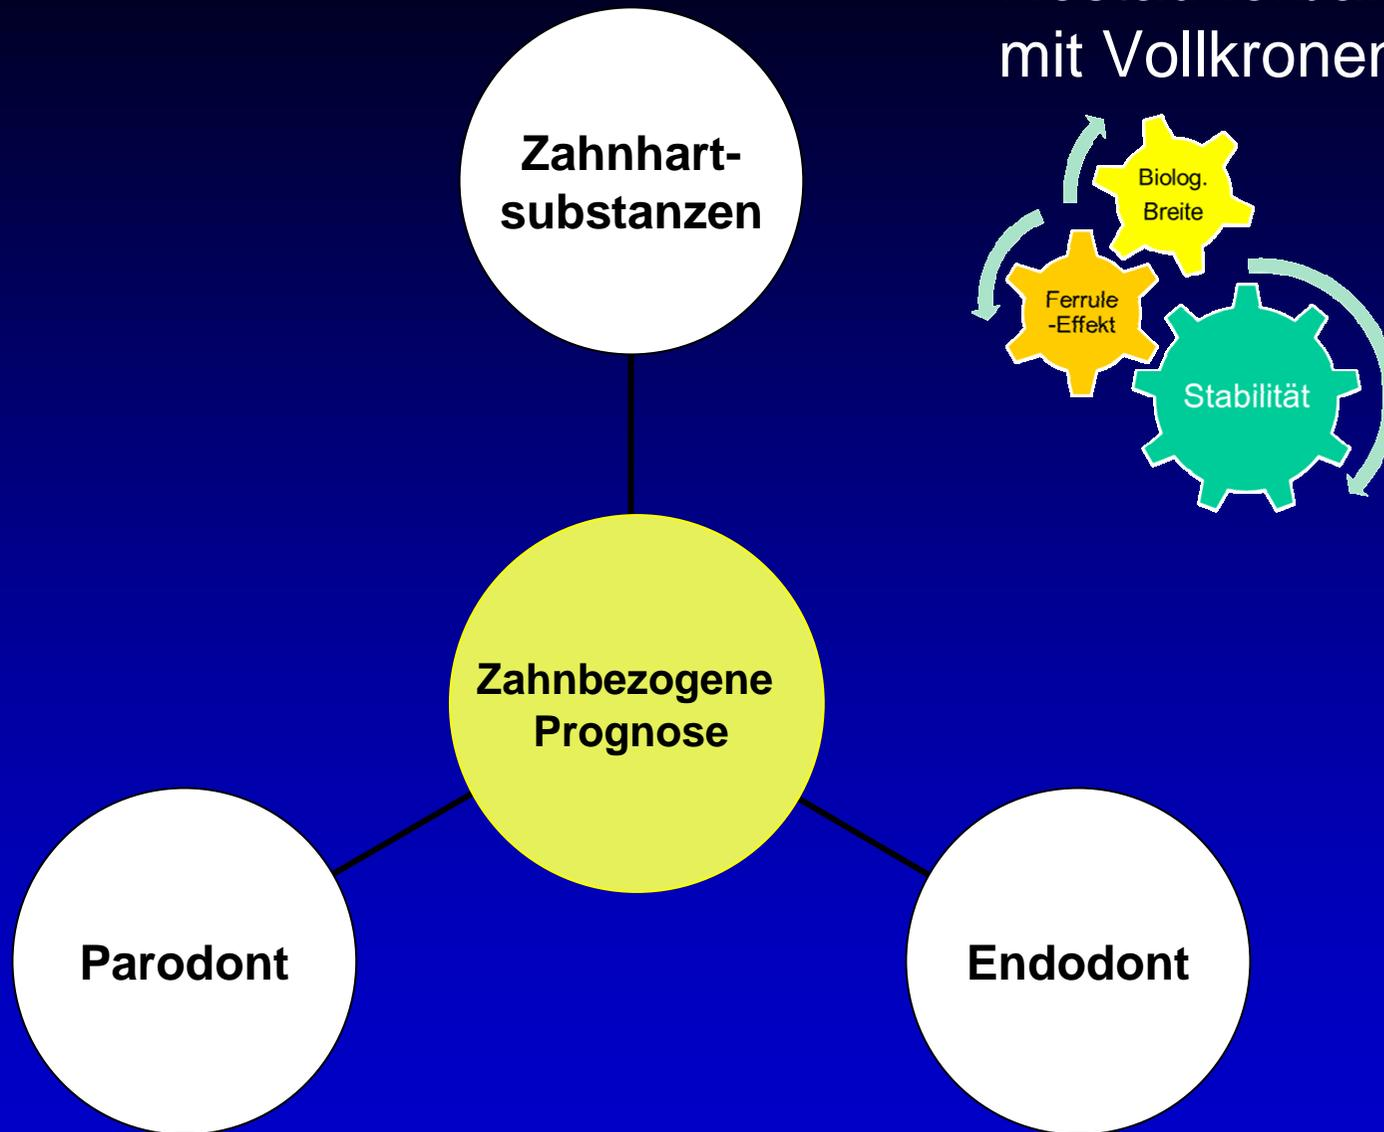 mit Vollkronen
Zahnhart-
substanzen
Biolog.
Breite
Ferrule
-Effekt
Stabilität
Zahnbezogene
Prognose
Parodont
Endodont